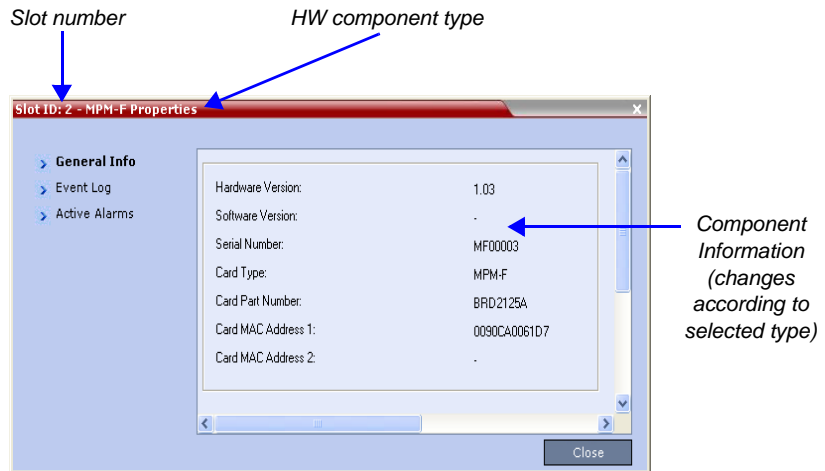 Slot number
HW component type
Slot ID: 2 - MPM-F Properties
x
General Info
Event Log
Active Alarms
Hardware Version: 1.03
Software Version: -
Serial Number: MF00003
Card Type: MPM-F
Card Part Number: BRD2125A
Card MAC Address 1: 0090CA0061D7
Card MAC Address 2: -
Component
Information
(changes
according to
selected type)
Close